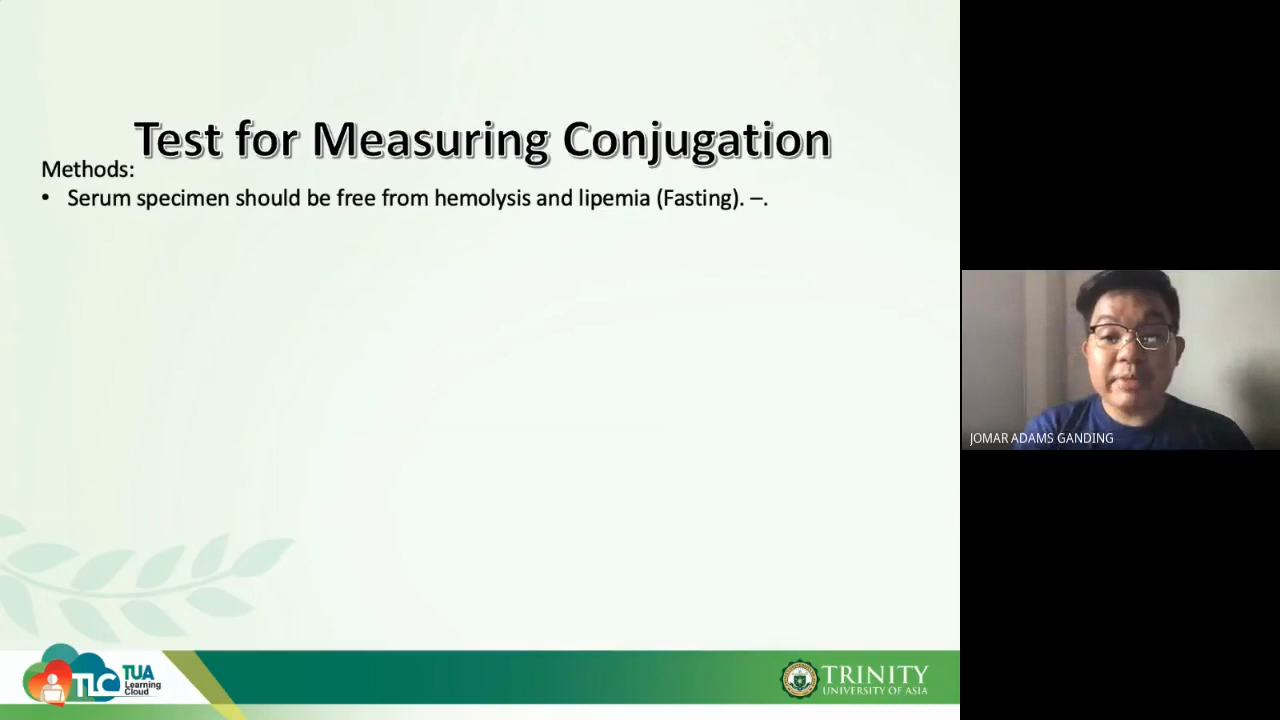 Test for Measuring Conjugation
Methods:
• Serum specimen should be free from hemolysis and lipemia (Fasting). –.
JOMAR ADAMS GANDING
TLC
TUA
Learning
Cloud
TRINITY
UNIVERSITY OF ASIA